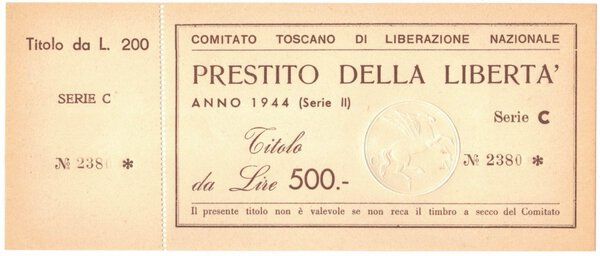 Titolo da L. 200
SERIE C
№ 2380 *
COMITATO TOSCANO DI LIBERAZIONE NAZIONALE
PRESTITO DELLA LIBERTA'
ANNO 1944 (Serie II)
Serie C
Titolo
№ 2380 *
da Lire 500.-
Il presente titolo non è valevole se non reca il timbro a secco del Comitato